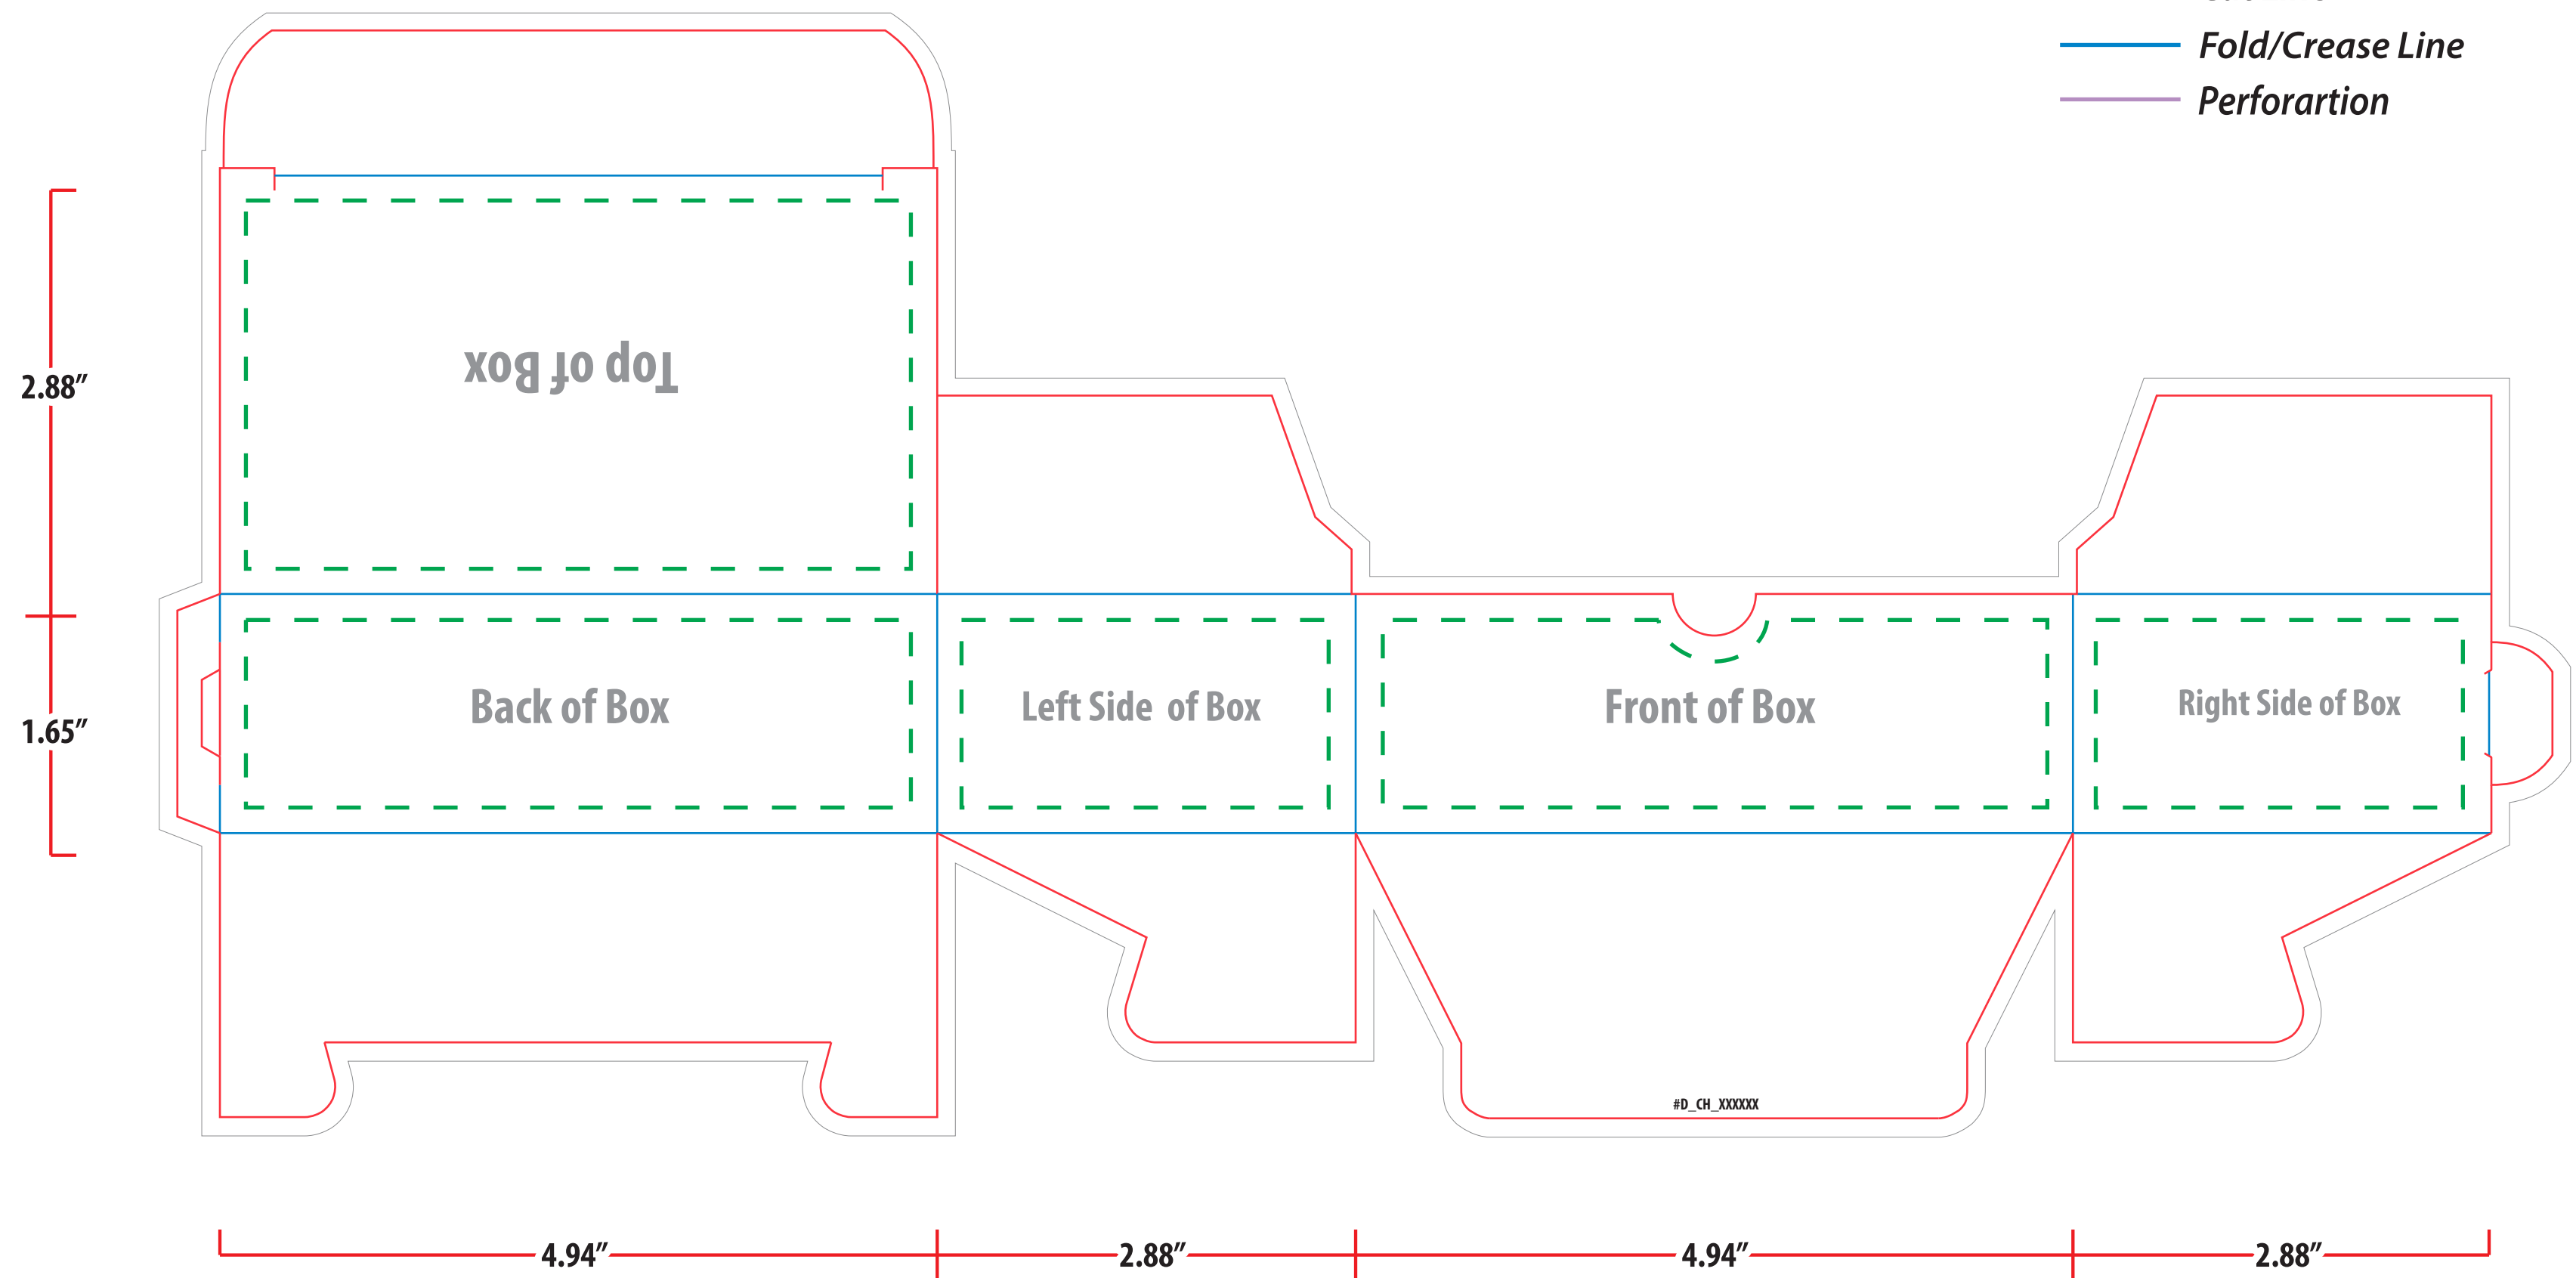 Fold/Crease Line
Perforartion
Top of Box
2.88″
1.65″
Back of Box
Left Side of Box
Front of Box
Right Side of Box
#D_CH_XXXXXX
4.94″
2.88″
4.94″
2.88″